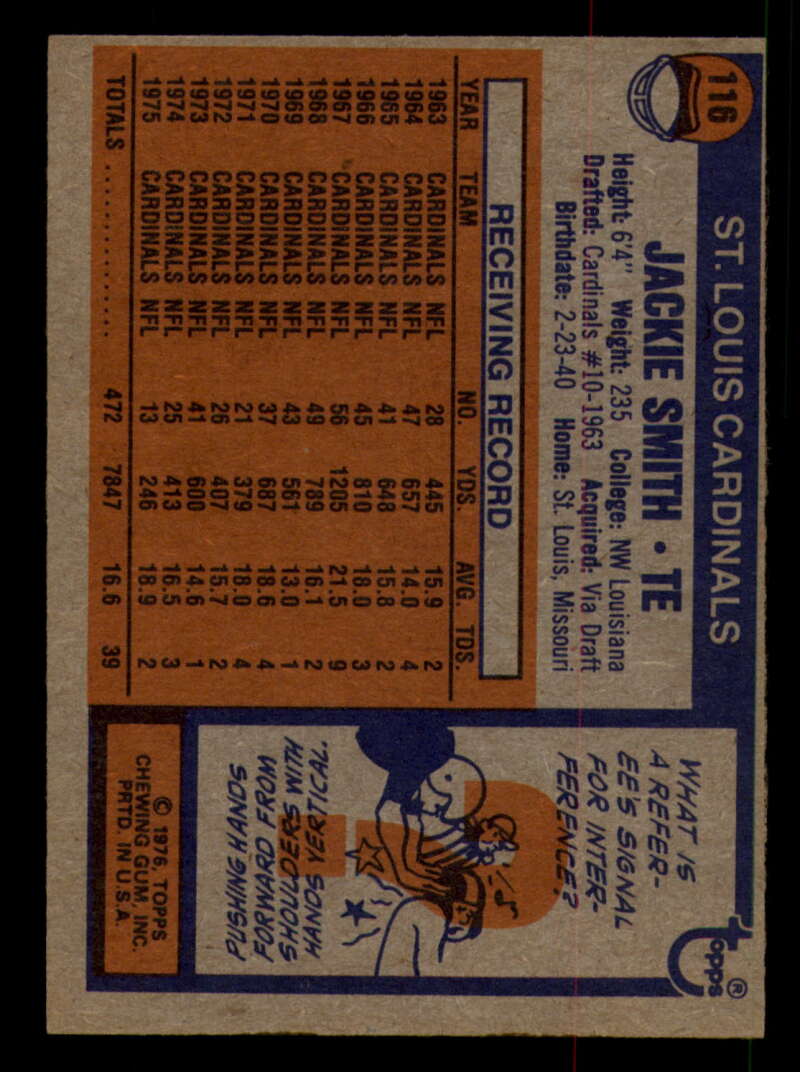 116
ST. LOUIS CARDINALS
JACKIE SMITH • TE
Height: 6'4" Weight: 235 College: NW Louisiana
Drafted: Cardinals #10-1963 Acquired: Via Draft
Birthdate: 2-23-40 Home: St. Louis, Missouri
RECEIVING RECORD
YEAR TEAM NO. YDS. AVG. TDS.
1963 CARDINALS NFL 28 445 15.9 2
1964 CARDINALS NFL 47 657 14.0 4
1965 CARDINALS NFL 41 648 15.8 2
1966 CARDINALS NFL 45 810 18.0 3
1967 CARDINALS NFL 56 1205 21.5 9
1968 CARDINALS NFL 49 789 16.1 2
1969 CARDINALS NFL 43 561 13.0 1
1970 CARDINALS NFL 37 687 18.6 4
1971 CARDINALS NFL 21 379 18.0 4
1972 CARDINALS NFL 26 407 15.7 2
1973 CARDINALS NFL 41 600 14.6 1
1974 CARDINALS NFL 25 413 16.5 3
1975 CARDINALS NFL 13 246 18.9 2
TOTALS ................ 472 7847 16.6 39
topps®
WHAT IS
A REFER-
EE'S SIGNAL
FOR INTER-
FERENCE?
PUSHING HANDS
FORWARD FROM
SHOULDERS WITH
HANDS VERTICAL.
© 1976, TOPPS
CHEWING GUM, INC.
PRTD. IN U.S.A.